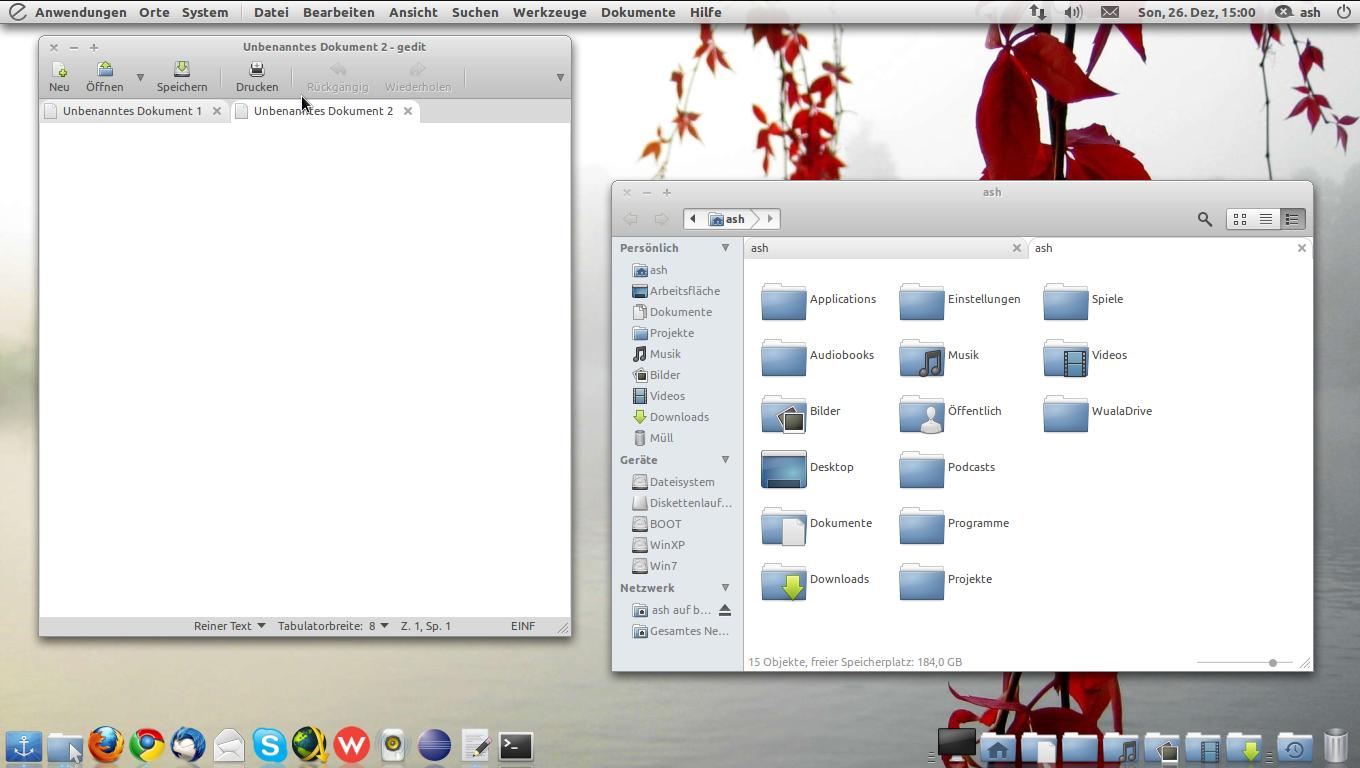 Anwendungen Orte System Datei Bearbeiten Ansicht Suchen Werkzeuge Dokumente Hilfe Son, 26. Dez, 15:00 ash
Unbenanntes Dokument 2 - gedit
Neu Öffnen Speichern Drucken Rückgängig Wiederholen
Unbenanntes Dokument 1 Unbenanntes Dokument 2
Reiner Text Tabulatorbreite: 8 Z. 1, Sp. 1 EINF
ash
ash
Persönlich
ash
Arbeitsfläche
Dokumente
Projekte
Musik
Bilder
Videos
Downloads
Müll
Geräte
Dateisystem
Diskettenlauf...
BOOT
WinXP
Win7
Netzwerk
ash auf b...
Gesamtes Ne...
ash ash
Applications Einstellungen Spiele
Audiobooks Musik Videos
Bilder Öffentlich WualaDrive
Desktop Podcasts
Dokumente Programme
Downloads Projekte
15 Objekte, freier Speicherplatz: 184,0 GB